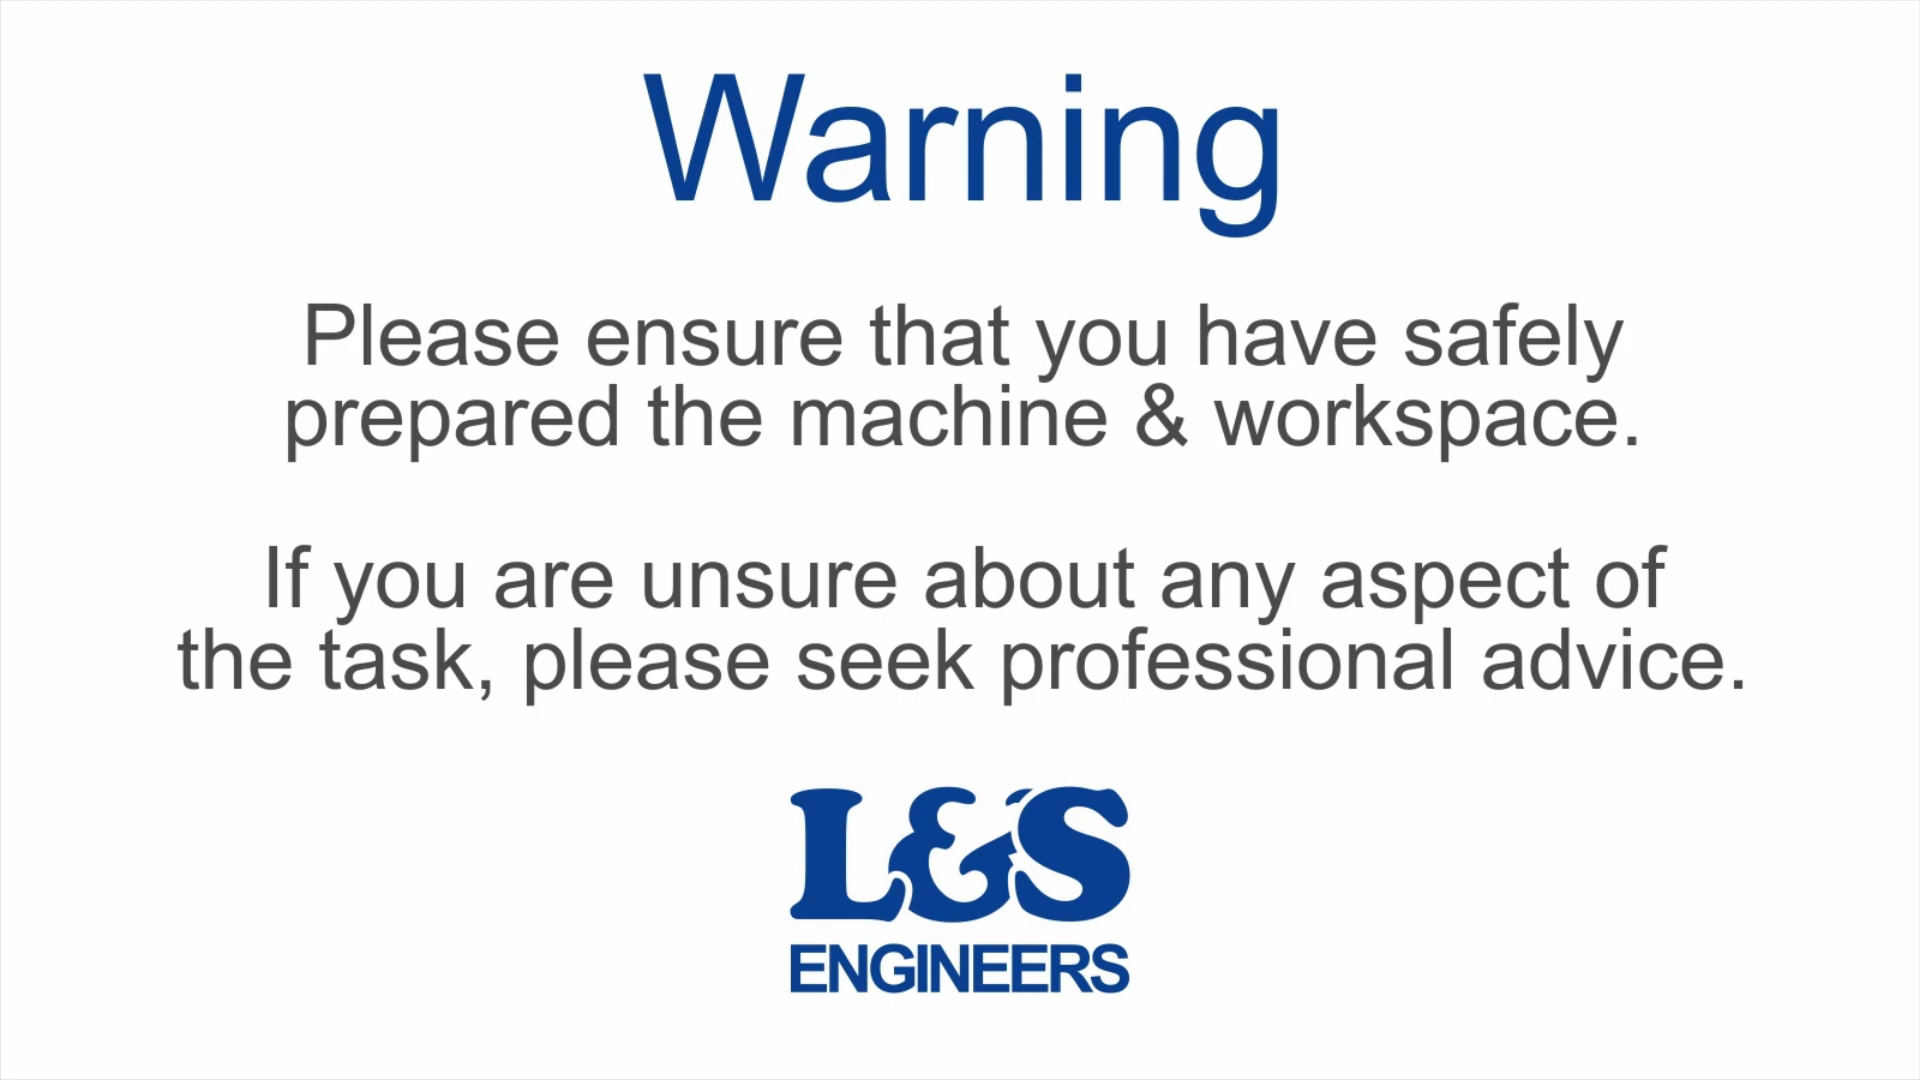 Warning
Please ensure that you have safely
prepared the machine & workspace.
If you are unsure about any aspect of
the task, please seek professional advice.
L&S
ENGINEERS